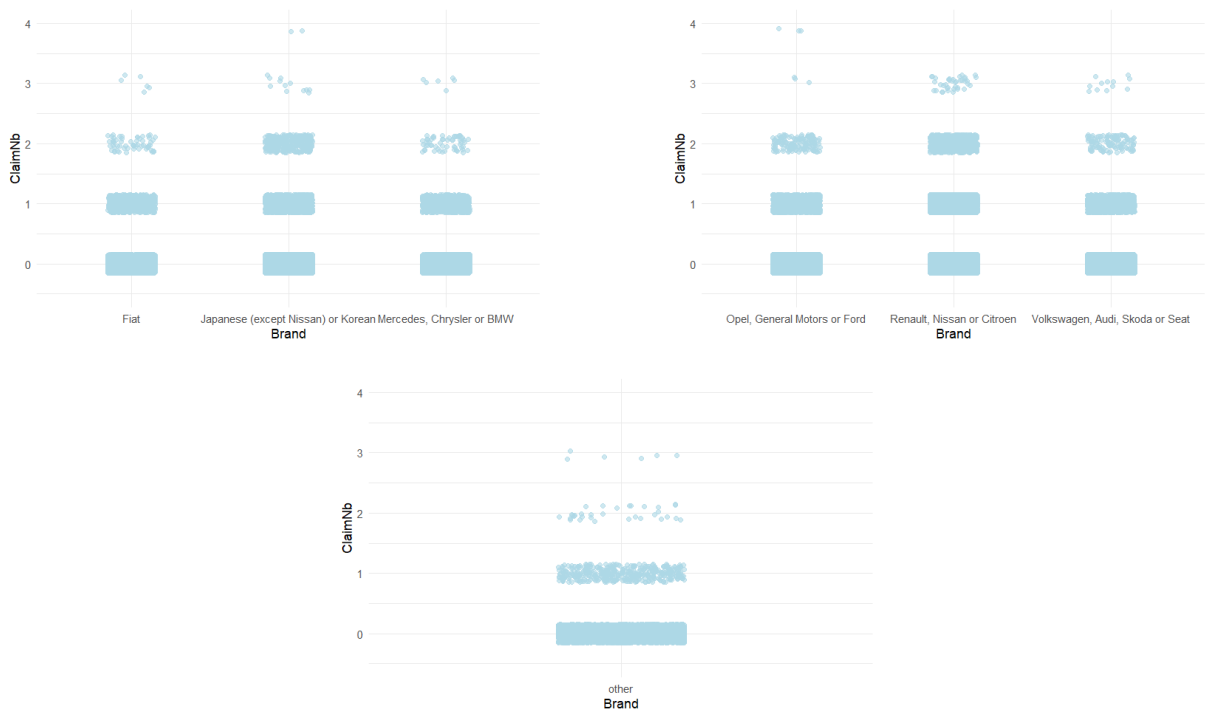 4
3
2
1
0
ClaimNb
Fiat
Japanese (except Nissan) or Korean
Mercedes, Chrysler or BMW
Brand
4
3
2
1
0
ClaimNb
Opel, General Motors or Ford
Renault, Nissan or Citroen
Volkswagen, Audi, Skoda or Seat
Brand
4
3
2
1
0
ClaimNb
other
Brand